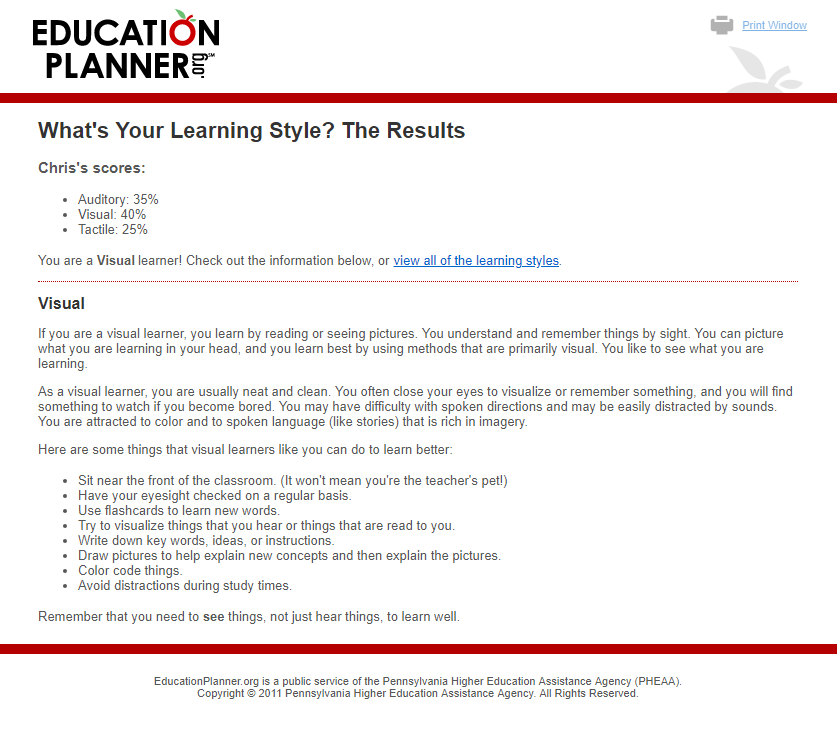 EDUCATION
PLANNER.org℠
Print Window
What's Your Learning Style? The Results
Chris's scores:
• Auditory: 35%
• Visual: 40%
• Tactile: 25%
You are a Visual learner! Check out the information below, or view all of the learning styles.
Visual
If you are a visual learner, you learn by reading or seeing pictures. You understand and remember things by sight. You can picture
what you are learning in your head, and you learn best by using methods that are primarily visual. You like to see what you are
learning.
As a visual learner, you are usually neat and clean. You often close your eyes to visualize or remember something, and you will find
something to watch if you become bored. You may have difficulty with spoken directions and may be easily distracted by sounds.
You are attracted to color and to spoken language (like stories) that is rich in imagery.
Here are some things that visual learners like you can do to learn better:
• Sit near the front of the classroom. (It won't mean you're the teacher's pet!)
• Have your eyesight checked on a regular basis.
• Use flashcards to learn new words.
• Try to visualize things that you hear or things that are read to you.
• Write down key words, ideas, or instructions.
• Draw pictures to help explain new concepts and then explain the pictures.
• Color code things.
• Avoid distractions during study times.
Remember that you need to see things, not just hear things, to learn well.
EducationPlanner.org is a public service of the Pennsylvania Higher Education Assistance Agency (PHEAA).
Copyright © 2011 Pennsylvania Higher Education Assistance Agency. All Rights Reserved.